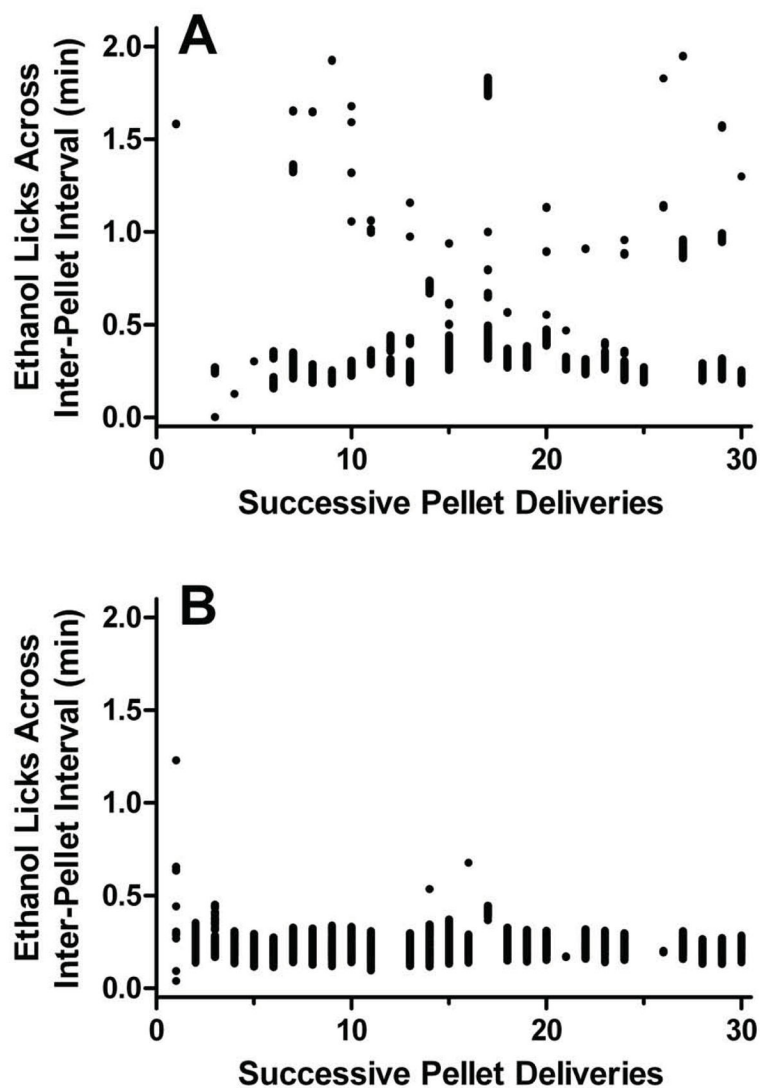 A
Ethanol Licks Across
Inter-Pellet Interval (min)
2.0
1.5
1.0
0.5
0.0
0 10 20 30
Successive Pellet Deliveries
B
Ethanol Licks Across
Inter-Pellet Interval (min)
2.0
1.5
1.0
0.5
0.0
0 10 20 30
Successive Pellet Deliveries